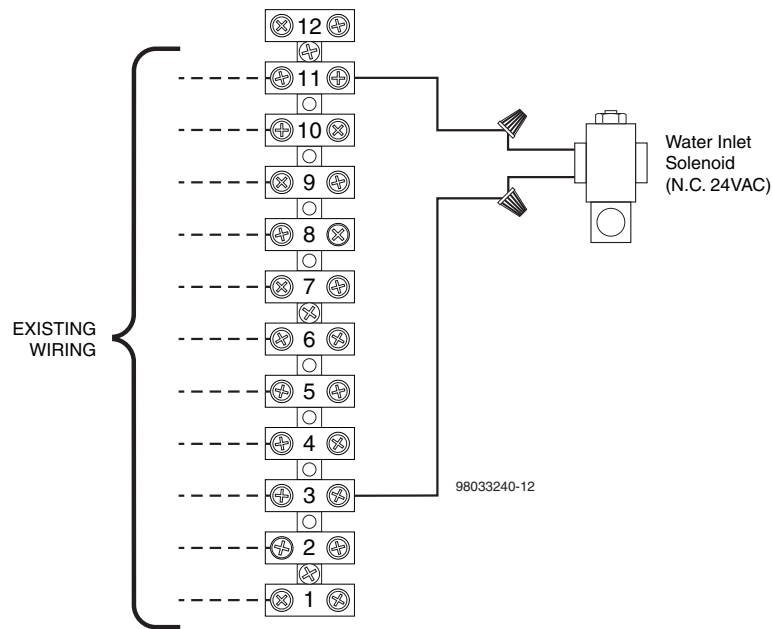 12
11
10
9
8
7
6
5
4
3
2
1
EXISTING
WIRING
Water Inlet
Solenoid
(N.C. 24VAC)
98033240-12